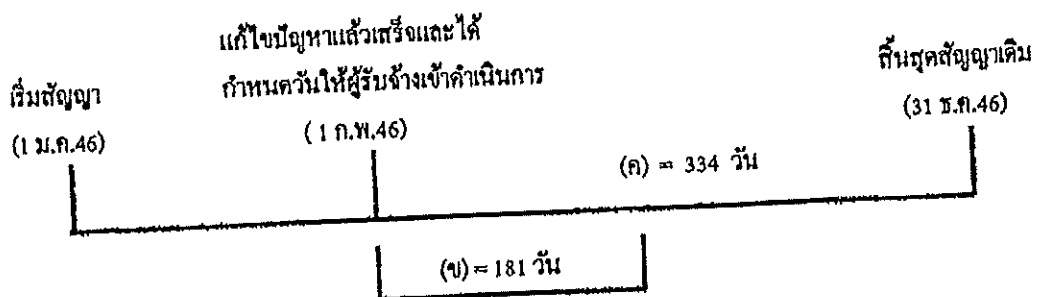 แก้ไขปัญหาแล้วเสร็จและได้
กำหนดวันให้ผู้รับจ้างเข้าดำเนินการ
(1 ก.พ.46)
เริ่มสัญญา
(1 ม.ค.46)
สิ้นสุดสัญญาเดิม
(31 ธ.ค.46)
(ค) = 334 วัน
(ข) = 181 วัน